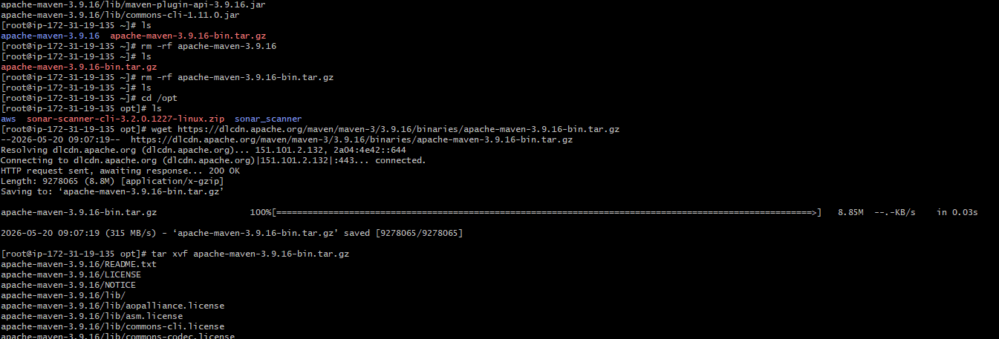 apache-maven-3.9.16/lib/maven-plugin-api-3.9.16.jar
apache-maven-3.9.16/lib/commons-cli-1.11.0.jar
[root@ip-172-31-19-135 ~]# ls
apache-maven-3.9.16  apache-maven-3.9.16-bin.tar.gz
[root@ip-172-31-19-135 ~]# rm -rf apache-maven-3.9.16
[root@ip-172-31-19-135 ~]# ls
apache-maven-3.9.16-bin.tar.gz
[root@ip-172-31-19-135 ~]# rm -rf apache-maven-3.9.16-bin.tar.gz
[root@ip-172-31-19-135 ~]# ls
[root@ip-172-31-19-135 ~]# cd /opt
[root@ip-172-31-19-135 opt]# ls
aws  sonar-scanner-cli-3.2.0.1227-linux.zip  sonar_scanner
[root@ip-172-31-19-135 opt]# wget https://dlcdn.apache.org/maven/maven-3/3.9.16/binaries/apache-maven-3.9.16-bin.tar.gz
--2026-05-20 09:07:19--  https://dlcdn.apache.org/maven/maven-3/3.9.16/binaries/apache-maven-3.9.16-bin.tar.gz
Resolving dlcdn.apache.org (dlcdn.apache.org)... 151.101.2.132, 2a04:4e42::644
Connecting to dlcdn.apache.org (dlcdn.apache.org)|151.101.2.132|:443... connected.
HTTP request sent, awaiting response... 200 OK
Length: 9278065 (8.8M) [application/x-gzip]
Saving to: ‘apache-maven-3.9.16-bin.tar.gz’
apache-maven-3.9.16-bin.tar.gz                  100%[=======================================================================================================>]   8.85M  --.-KB/s    in 0.03s
2026-05-20 09:07:19 (315 MB/s) - ‘apache-maven-3.9.16-bin.tar.gz’ saved [9278065/9278065]
[root@ip-172-31-19-135 opt]# tar xvf apache-maven-3.9.16-bin.tar.gz
apache-maven-3.9.16/README.txt
apache-maven-3.9.16/LICENSE
apache-maven-3.9.16/NOTICE
apache-maven-3.9.16/lib/
apache-maven-3.9.16/lib/aopalliance.license
apache-maven-3.9.16/lib/asm.license
apache-maven-3.9.16/lib/commons-cli.license
apache-maven-3.9.16/lib/commons-codec.license